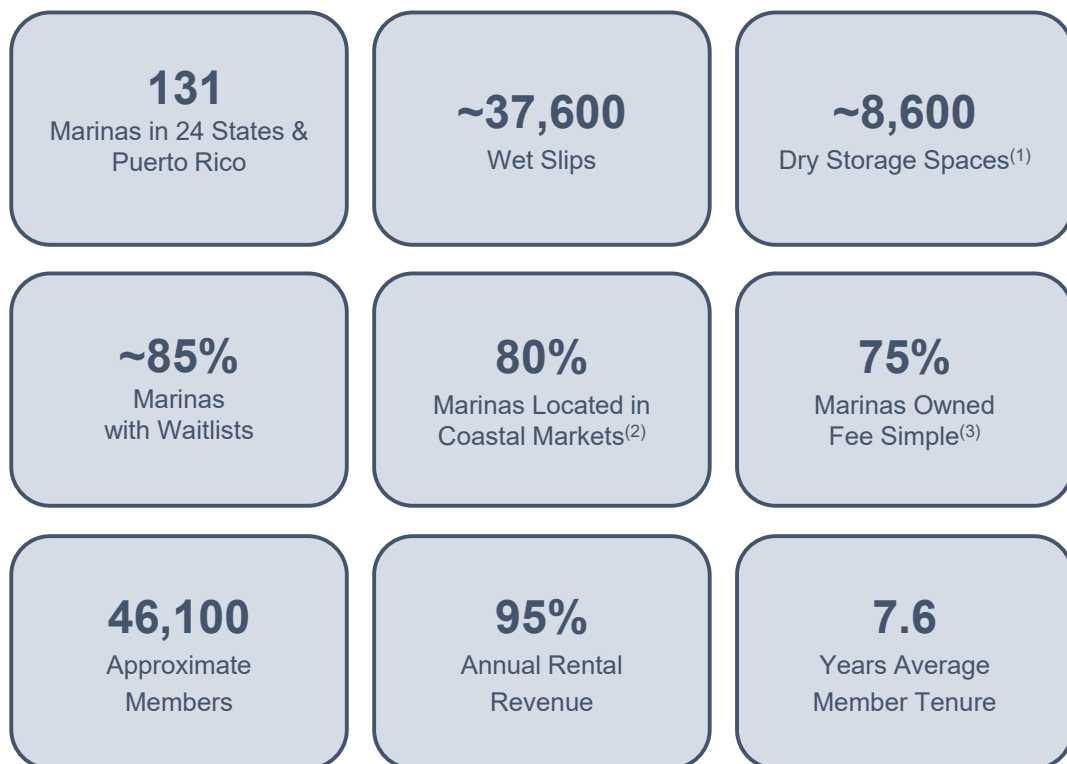 131
Marinas in 24 States &
Puerto Rico
~37,600
Wet Slips
~8,600
Dry Storage Spaces(1)
~85%
Marinas
with Waitlists
80%
Marinas Located in
Coastal Markets(2)
75%
Marinas Owned
Fee Simple(3)
46,100
Approximate
Members
95%
Annual Rental
Revenue
7.6
Years Average
Member Tenure